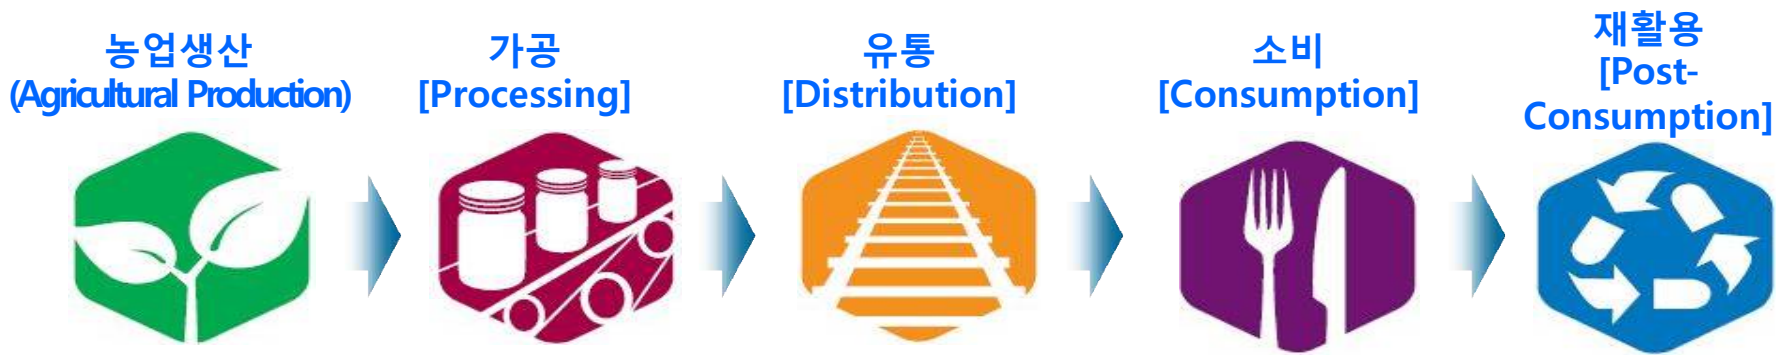 농업생산
(Agricultural Production)
가공
[Processing]
유통
[Distribution]
소비
[Consumption]
재활용
[Post-
Consumption]